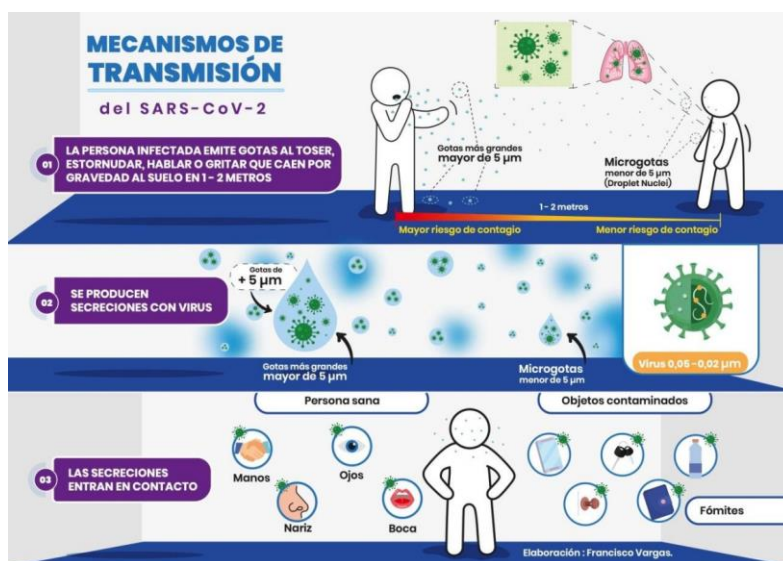 MECANISMOS DE
TRANSMISIÓN
del SARS-CoV-2
01
LA PERSONA INFECTADA EMITE GOTAS AL TOSER,
ESTORNUDAR, HABLAR O GRITAR QUE CAEN POR
GRAVEDAD AL SUELO EN 1 - 2 METROS
Gotas más grandes
mayor de 5 µm
Microgotas
menor de 5 µm
(Droplet Nuclei)
1 - 2 metros
Mayor riesgo de contagio
Menor riesgo de contagio
02
SE PRODUCEN
SECRECIONES CON VIRUS
Gotas de
+ 5 µm
Gotas más grandes
mayor de 5 µm
Microgotas
menor de 5 µm
Virus 0,05 -0,02 µm
03
LAS SECRECIONES
ENTRAN EN CONTACTO
Persona sana
Manos
Ojos
Nariz
Boca
Objetos contaminados
Fómites
Elaboración : Francisco Vargas.